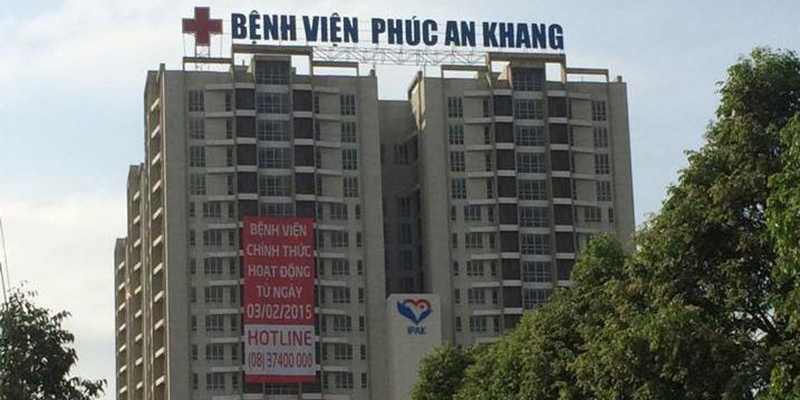 BỆNH VIỆN PHÚC AN KHANG
BỆNH VIỆN
CHÍNH THỨC
HOẠT ĐỘNG
TỪ NGÀY
03/02/2015
HOTLINE
(08) 37400 000
IPAK